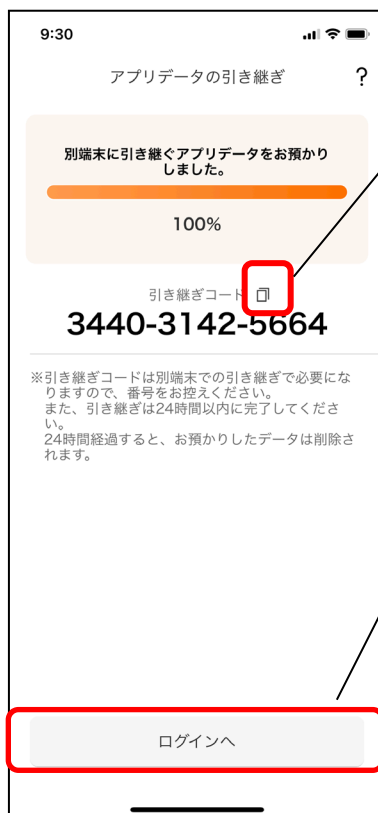 9:30
アプリデータの引き継ぎ ?
別端末に引き継ぐアプリデータをお預かり
しました。
100%
引き継ぎコード
3440-3142-5664
※引き継ぎコードは別端末での引き継ぎで必要にな
りますので、番号をお控えください。
また、引き継ぎは24時間以内に完了してくださ
い。
24時間経過すると、お預かりしたデータは削除さ
れます。
ログインへ